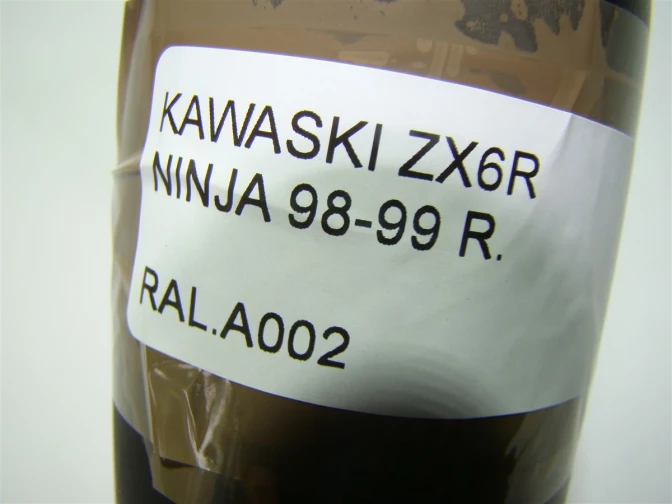 KAWASKI ZX6R
NINJA 98-99 R.
RAL.A002